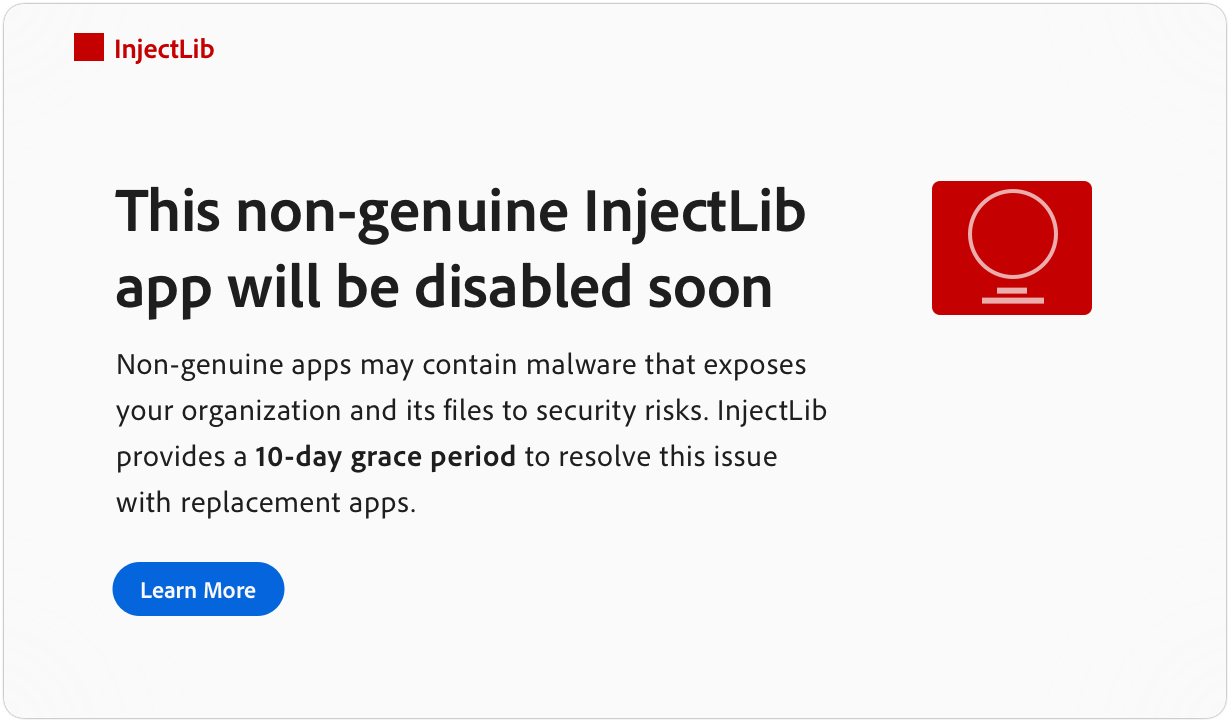 InjectLib
This non-genuine InjectLib
app will be disabled soon
Non-genuine apps may contain malware that exposes
your organization and its files to security risks. InjectLib
provides a 10-day grace period to resolve this issue
with replacement apps.
Learn More